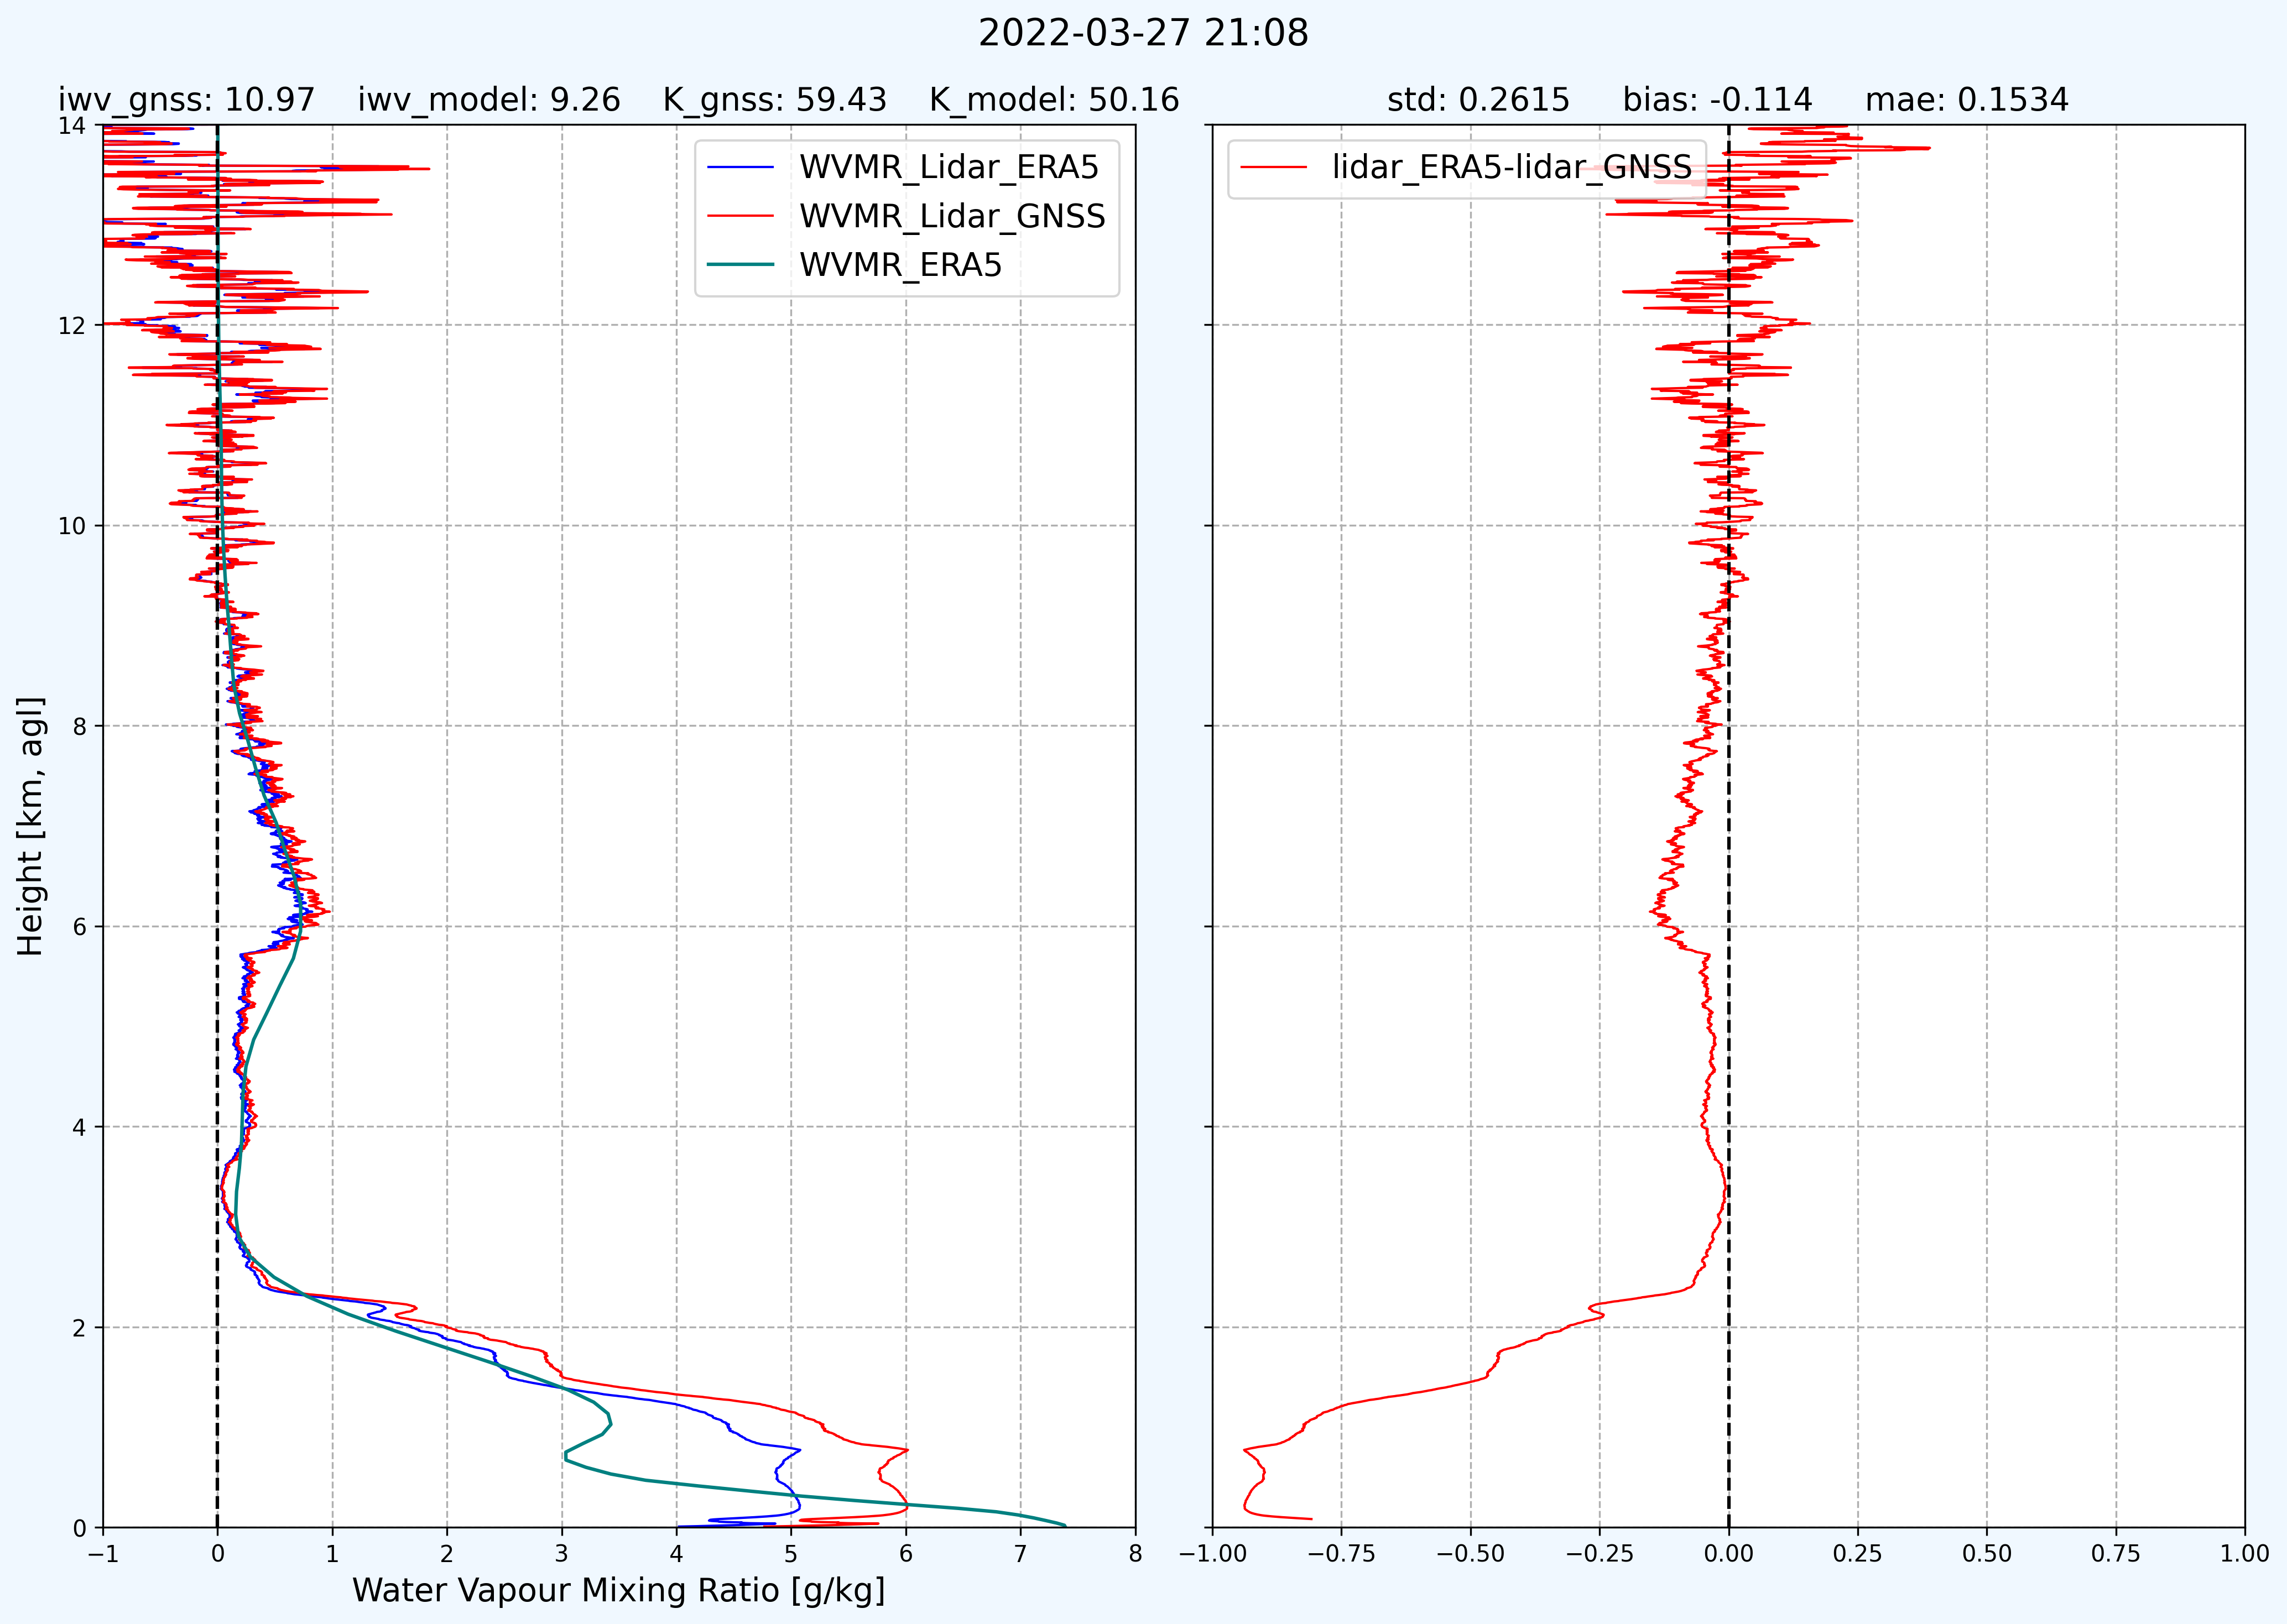 2022-03-27 21:08
iwv_gnss: 10.97 iwv_model: 9.26 K_gnss: 59.43 K_model: 50.16
std: 0.2615 bias: -0.114 mae: 0.1534
WVMR_Lidar_ERA5
WVMR_Lidar_GNSS
WVMR_ERA5
lidar_ERA5-lidar_GNSS
Height [km, agl]
14
12
10
8
6
4
2
0
−1 0 1 2 3 4 5 6 7 8
Water Vapour Mixing Ratio [g/kg]
−1.00 −0.75 −0.50 −0.25 0.00 0.25 0.50 0.75 1.00